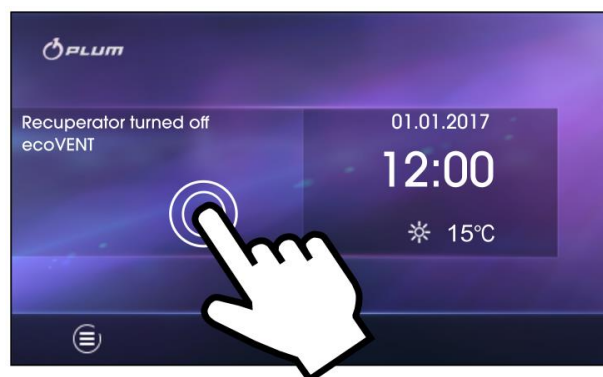 PLUM
Recuperator turned off
ecoVENT
01.01.2017
12:00
15°C